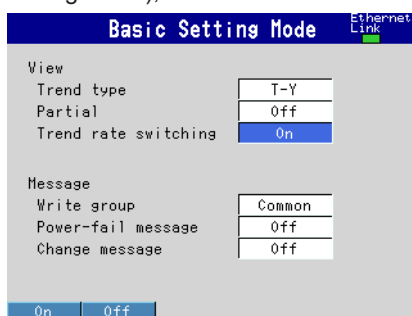 Basic Setting Mode
Ethernet
Link
View
Trend type T-Y
Partial Off
Trend rate switching On
Message
Write group Common
Power-fail message Off
Change message Off
On Off